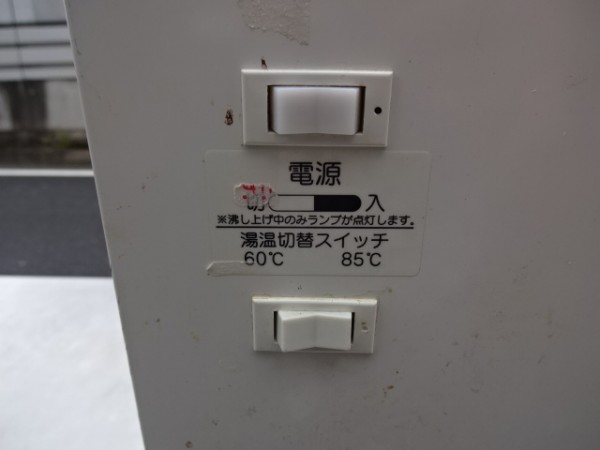 電源
切 入
※沸し上げ中のみランプが点灯します。
湯温切替スイッチ
60℃ 85℃